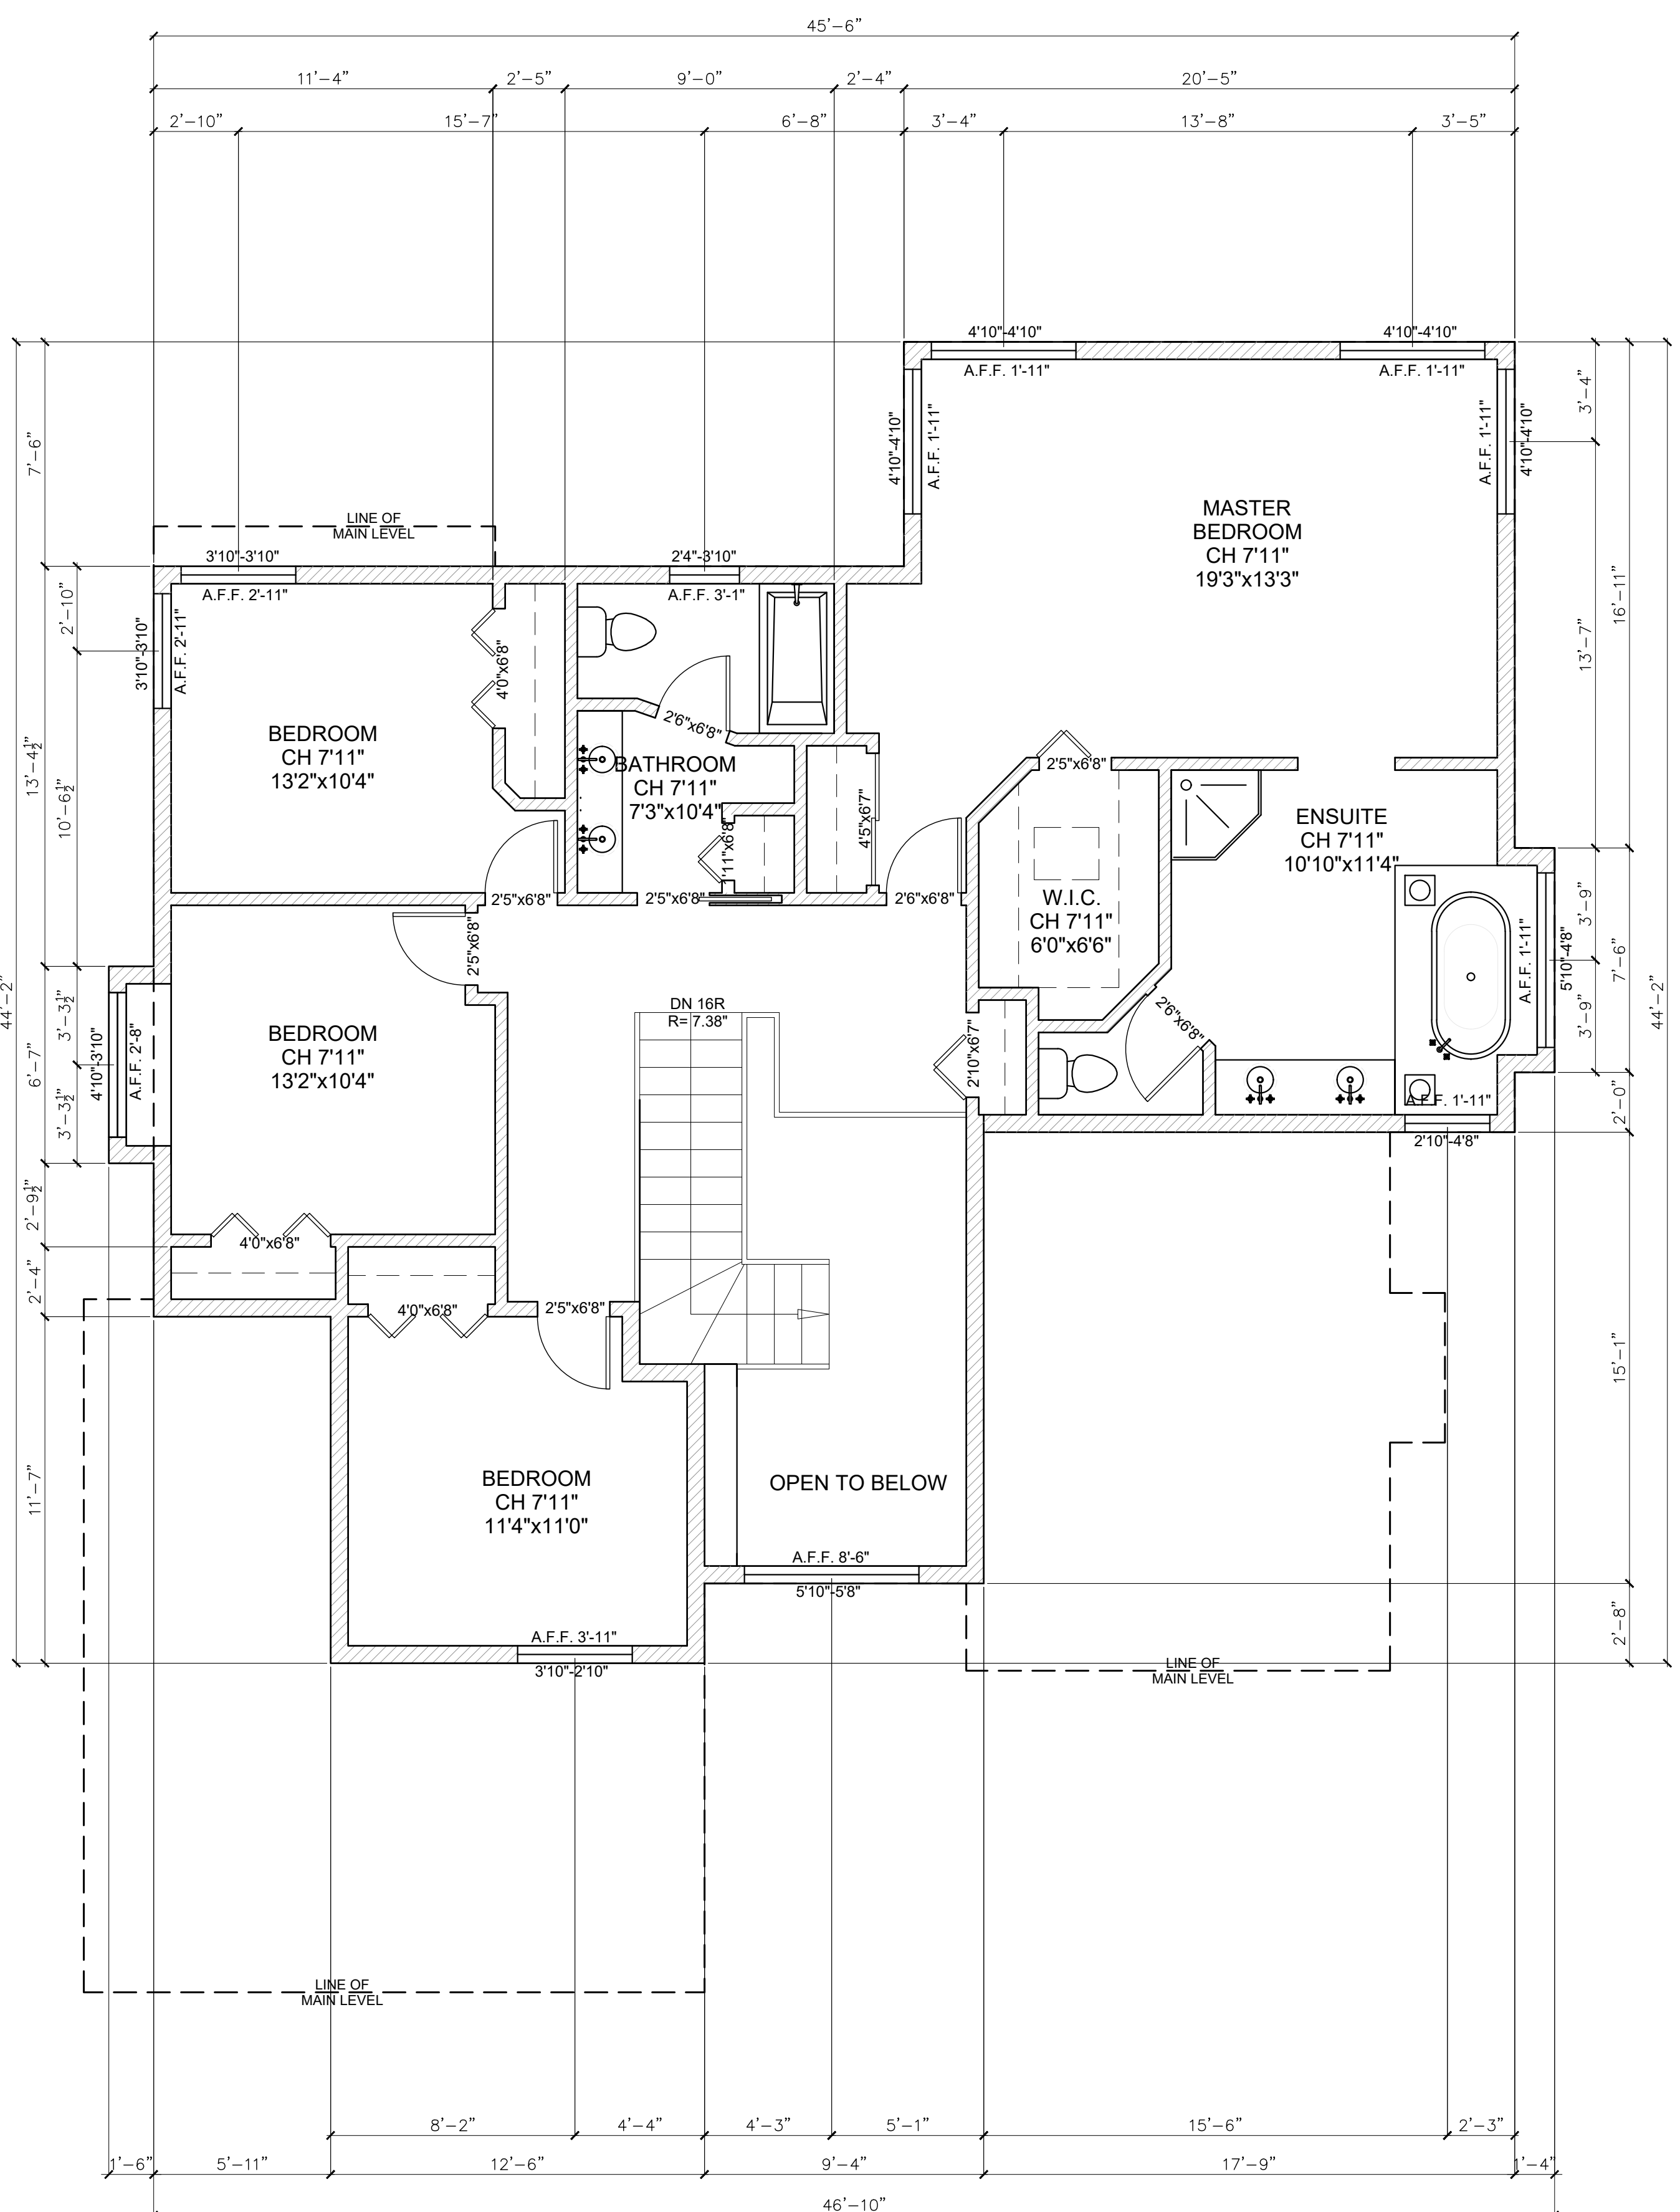 45'-6"
11'-4" 2'-5" 9'-0" 2'-4" 20'-5"
2'-10" 15'-7" 6'-8" 3'-4" 13'-8" 3'-5"
4'10"-4'10" 4'10"-4'10"
A.F.F. 1'-11" A.F.F. 1'-11"
4'10"-4'10"
A.F.F. 1'-11"
A.F.F. 1'-11"
4'10"-4'10"
3'-4"
7'-6"
MASTER
BEDROOM
CH 7'11"
19'3"x13'3"
LINE OF
MAIN LEVEL
3'10"-3'10"
A.F.F. 2'-11"
2'4"-3'10"
A.F.F. 3'-1"
16'-11"
13'-7"
2'-10"
3'10"-3'10"
A.F.F. 2'-11"
4'0"x6'8"
BEDROOM
CH 7'11"
13'2"x10'4"
2'6"x6'8"
BATHROOM
CH 7'11"
7'3"x10'4"
13'-4½"
10'-6½"
1'11"x6'8"
4'5"x6'7"
2'5"x6'8"
ENSUITE
CH 7'11"
10'10"x11'4"
2'5"x6'8" 2'5"x6'8" 2'6"x6'8"
W.I.C.
CH 7'11"
6'0"x6'6"
3'-9"
7'-6"
3'-9"
A.F.F. 1'-11"
5'10"-4'8"
44'-2"
2'5"x6'8"
44'-2"
3'-3½"
6'-7"
3'-3½"
4'10"-3'10"
A.F.F. 2'-8"
BEDROOM
CH 7'11"
13'2"x10'4"
DN 16R
R= 7.38"
2'10"x6'7"
2'6"x6'8"
A.F.F. 1'-11"
2'10"-4'8"
2'-0"
2'-9½"
4'0"x6'8"
2'-4"
4'0"x6'8"
2'5"x6'8"
15'-1"
11'-7"
BEDROOM
CH 7'11"
11'4"x11'0"
OPEN TO BELOW
A.F.F. 8'-6"
5'10"-5'8"
2'-8"
A.F.F. 3'-11"
3'10"-2'10"
LINE OF
MAIN LEVEL
LINE OF
MAIN LEVEL
8'-2" 4'-4" 4'-3" 5'-1" 15'-6" 2'-3"
1'-6" 5'-11" 12'-6" 9'-4" 17'-9" 1'-4"
46'-10"